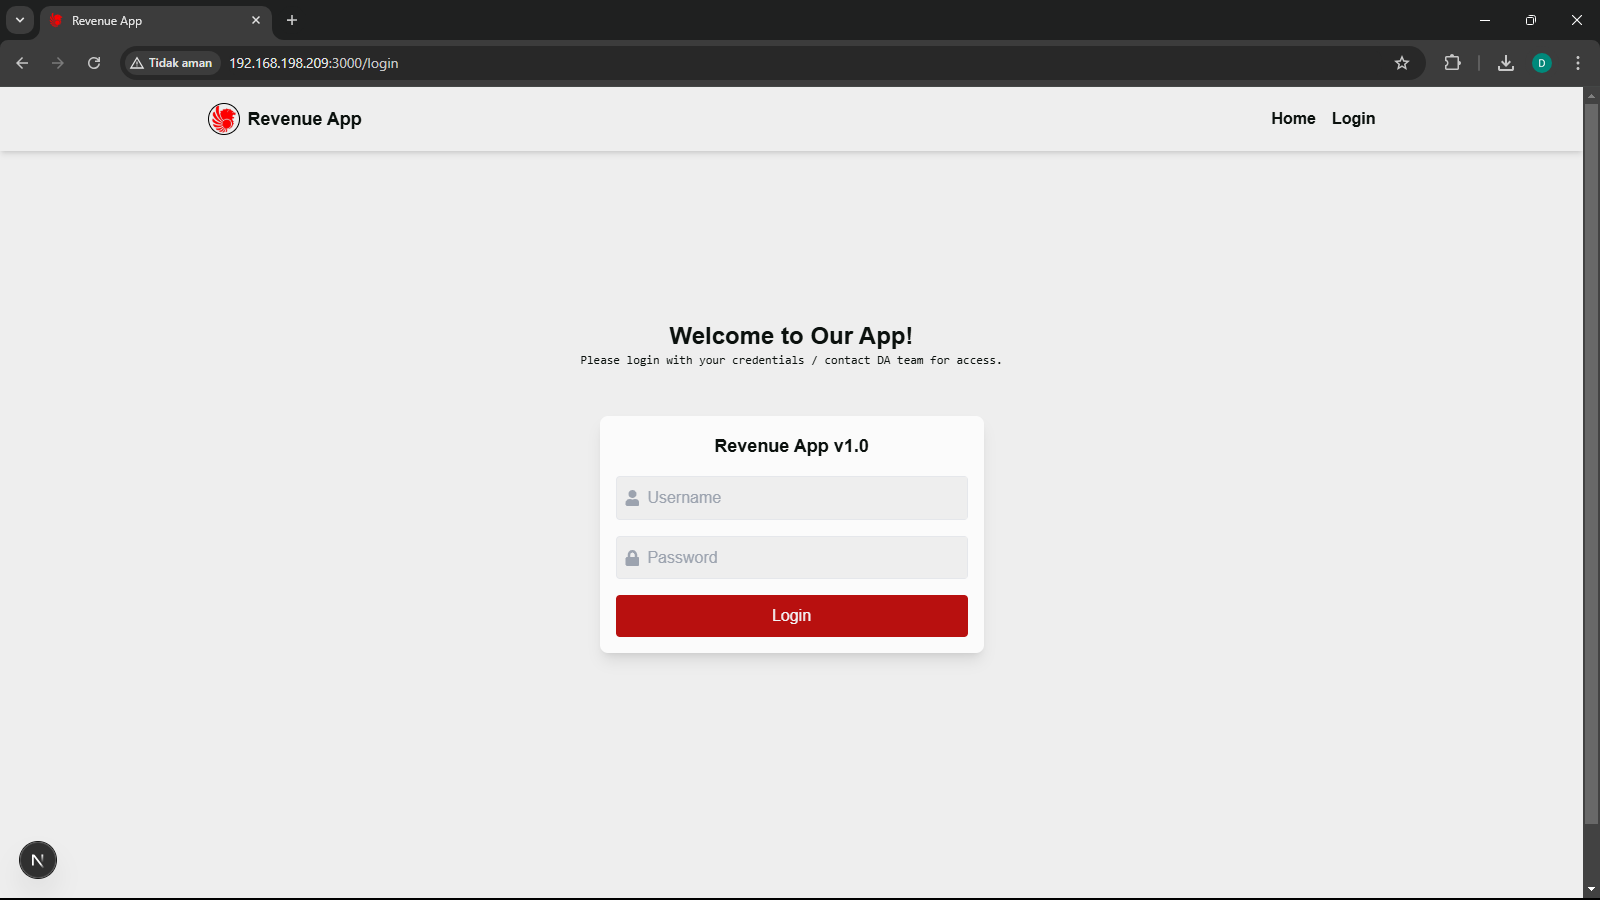 Revenue App
Tidak aman
192.168.198.209:3000/login
D
Revenue App
Home
Login
Welcome to Our App!
Please login with your credentials / contact DA team for access.
Revenue App v1.0
Username
Password
Login
N